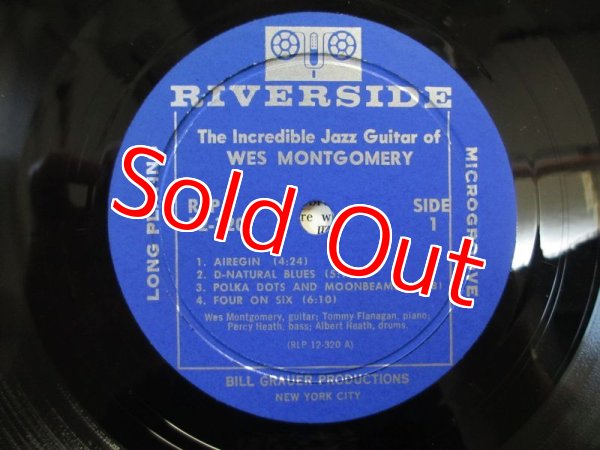 RIVERSIDE
The Incredible Jazz Guitar of
WES MONTGOMERY
LONG
MICROGROOVE
SIDE
1
Sold Out
1. AIREGIN (4:24)
2. D-NATURAL BLUES
3. POLKA DOTS AND MOONBEAMS
4. FOUR ON SIX (6:10)
Wes Montgomery, guitar; Tommy Flanagan, piano;
Percy Heath, bass; Albert Heath, drums.
(RLP 12-320 A)
BILL GRAUER PRODUCTIONS
NEW YORK CITY